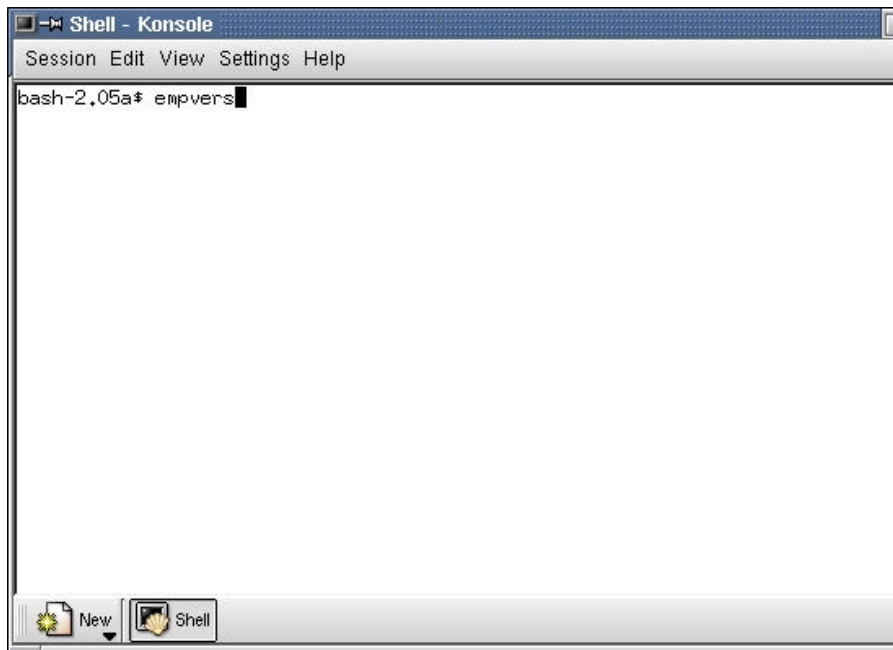 Shell - Konsole
Session Edit View Settings Help
bash-2.05a$ empvers
New
Shell